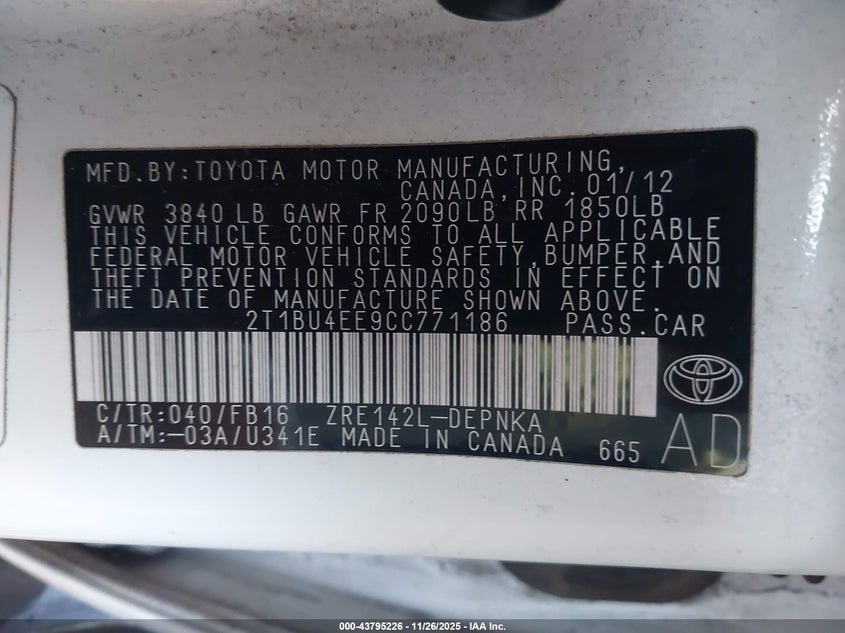 MFD.BY:TOYOTA MOTOR MANUFACTURING,
CANADA,INC.01/12
GVWR 3840 LB GAWR FR 2090LB RR 1850LB
THIS VEHICLE CONFORMS TO ALL APPLICABLE
FEDERAL MOTOR VEHICLE SAFETY,BUMPER,AND
THEFT PREVENTION STANDARDS IN EFFECT ON
THE DATE OF MANUFACTURE SHOWN ABOVE.
2T1BU4EE9CC771186 PASS.CAR
C/TR:040/FB16 ZRE142L-DEPNKA
A/TM:-03A/U341E MADE IN CANADA 665 AD
000-43795226 - 11/26/2025 - IAA Inc.